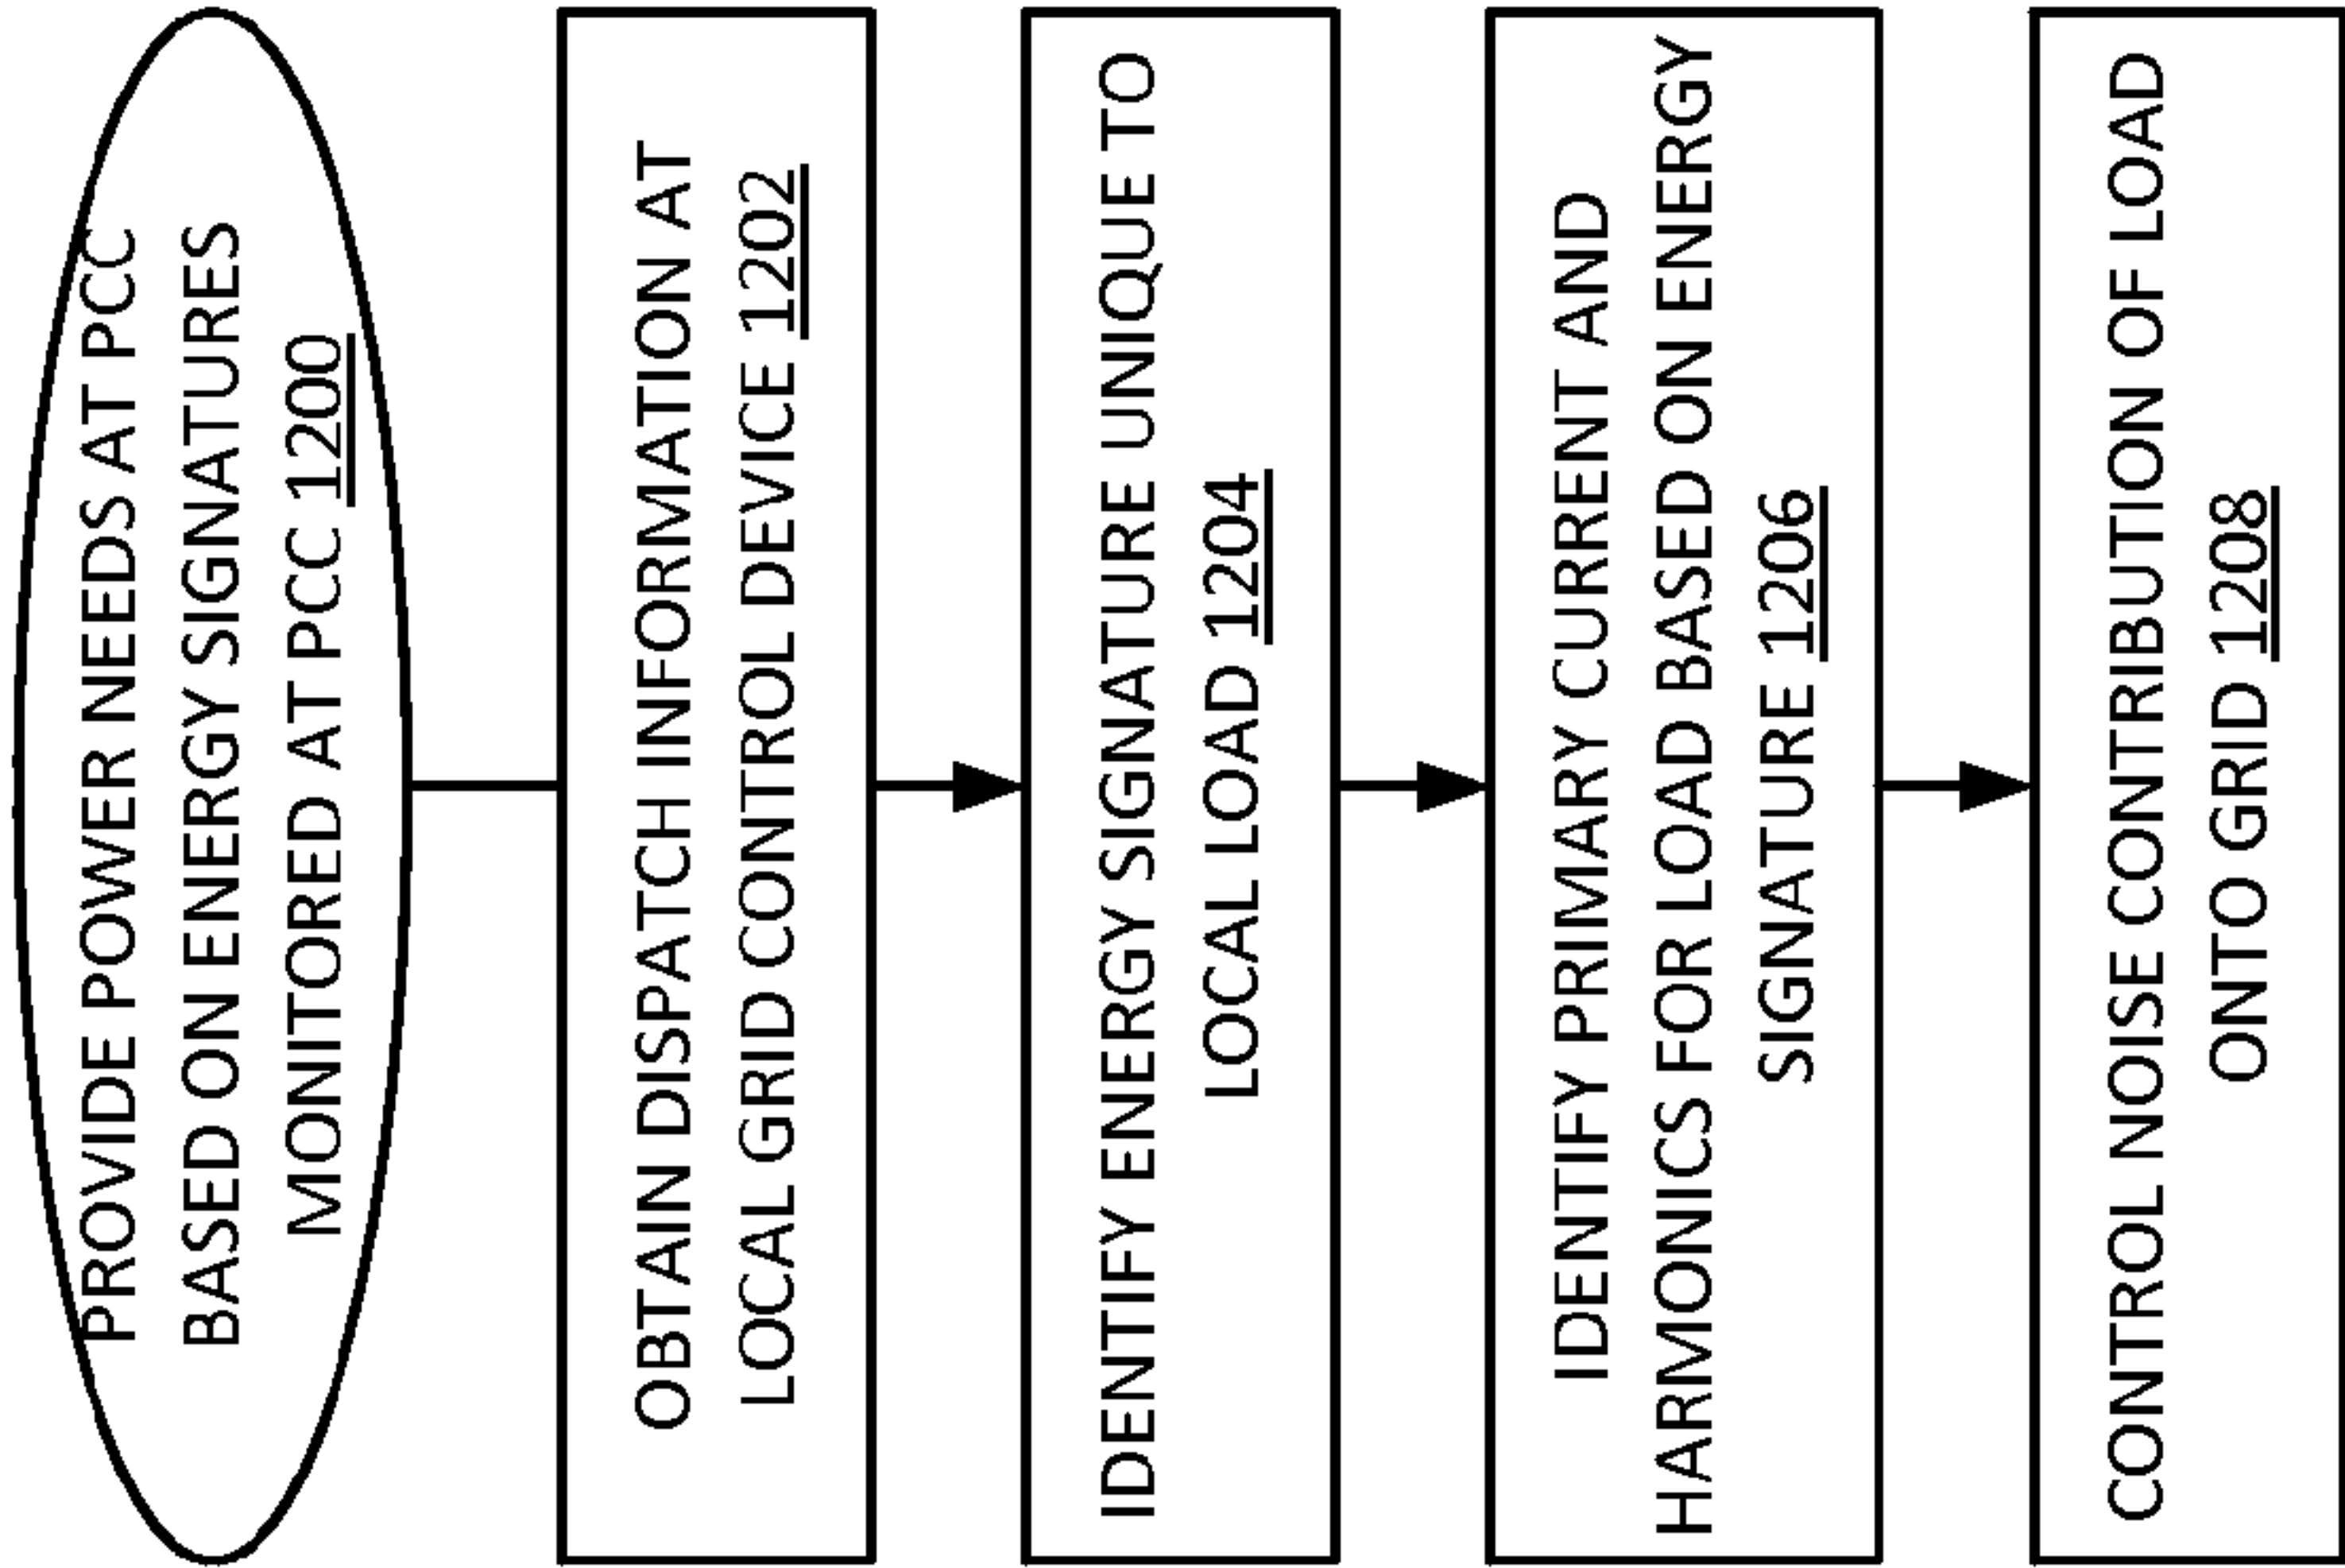 PROVIDE POWER NEEDS AT PCC
BASED ON ENERGY SIGNATURES
MONITORED AT PCC 1200
OBTAIN DISPATCH INFORMATION AT
LOCAL GRID CONTROL DEVICE 1202
IDENTIFY ENERGY SIGNATURE UNIQUE TO
LOCAL LOAD 1204
IDENTIFY PRIMARY CURRENT AND
HARMONICS FOR LOAD BASED ON ENERGY
SIGNATURE 1206
CONTROL NOISE CONTRIBUTION OF LOAD
ONTO GRID 1208